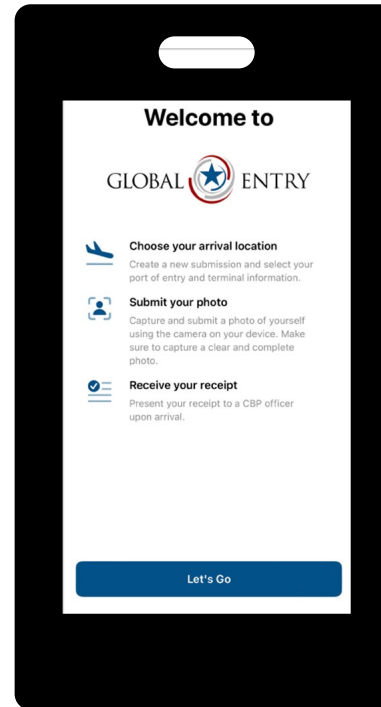 Welcome to
GLOBAL ENTRY
Choose your arrival location
Create a new submission and select your
port of entry and terminal information.
Submit your photo
Capture and submit a photo of yourself
using the camera on your device. Make
sure to capture a clear and complete
photo.
Receive your receipt
Present your receipt to a CBP officer
upon arrival.
Let's Go